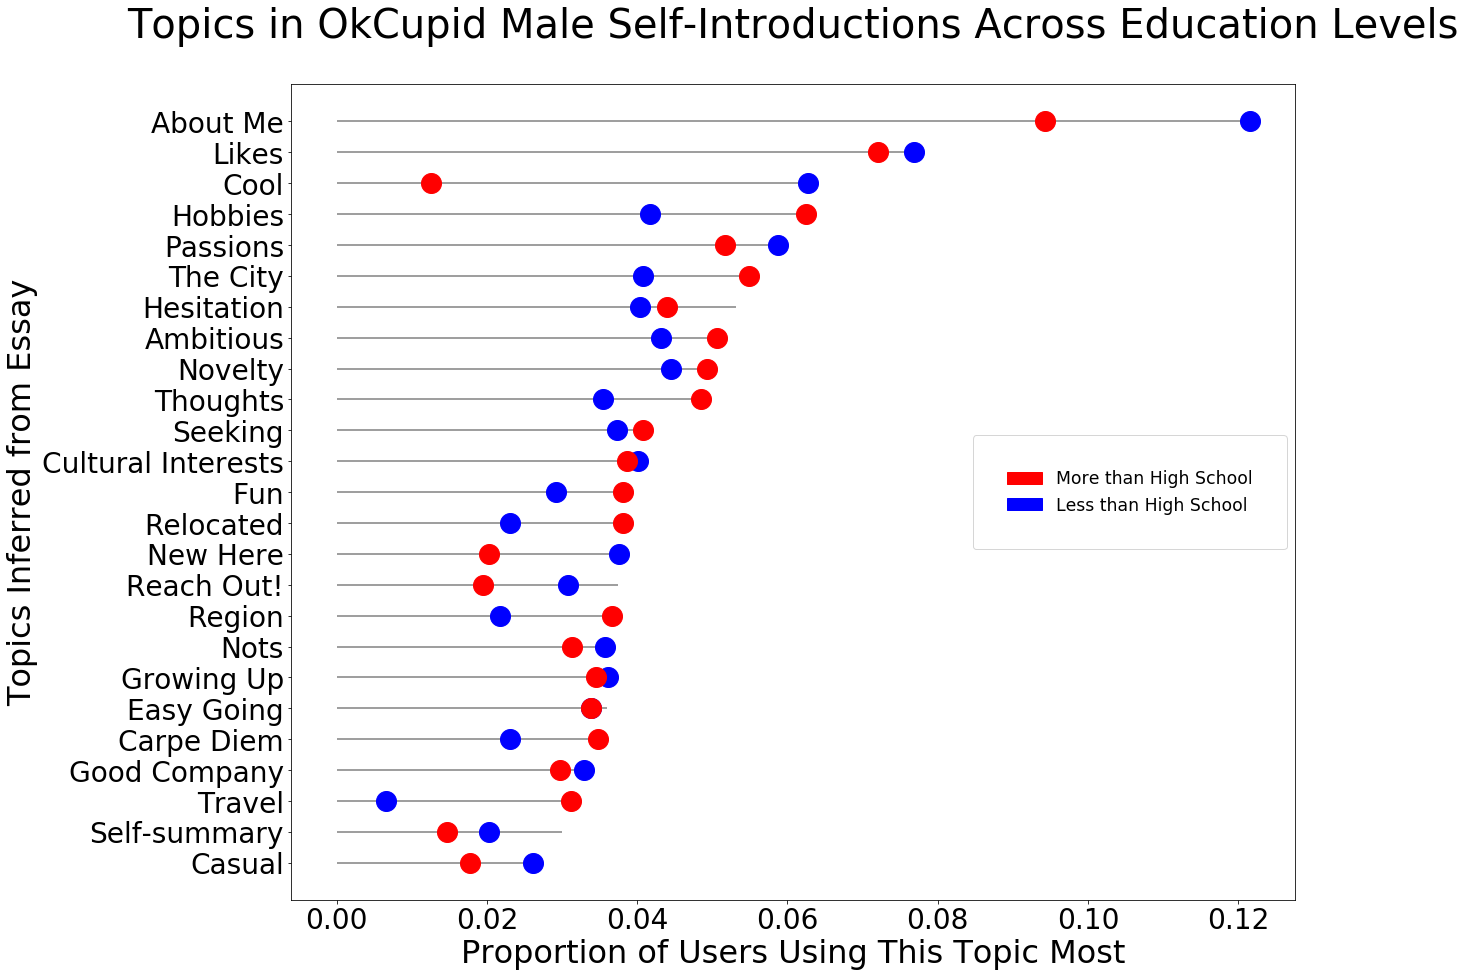 Topics in OkCupid Male Self-Introductions Across Education Levels
Topics Inferred from Essay
About Me
Likes
Cool
Hobbies
Passions
The City
Hesitation
Ambitious
Novelty
Thoughts
Seeking
Cultural Interests
Fun
Relocated
New Here
Reach Out!
Region
Nots
Growing Up
Easy Going
Carpe Diem
Good Company
Travel
Self-summary
Casual
More than High School
Less than High School
0.00 0.02 0.04 0.06 0.08 0.10 0.12
Proportion of Users Using This Topic Most